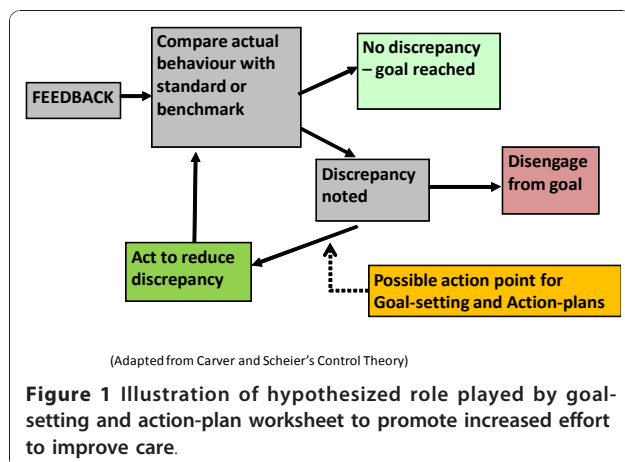 Compare actual
behaviour with
standard or
benchmark
No discrepancy
– goal reached
FEEDBACK
Discrepancy
noted
Disengage
from goal
Act to reduce
discrepancy
Possible action point for
Goal-setting and Action-plans
(Adapted from Carver and Scheier's Control Theory)
Figure 1 Illustration of hypothesized role played by goal-
setting and action-plan worksheet to promote increased effort
to improve care.